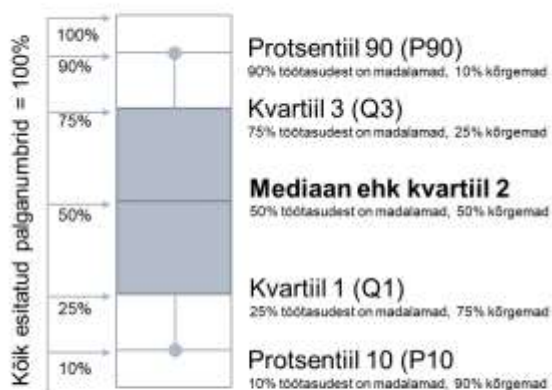 Kõik esitatud palganumbrid = 100%
100%
90%
75%
50%
25%
10%
Protsentiil 90 (P90)
90% töötasudest on madalamad, 10% kõrgemad
Kvartiil 3 (Q3)
75% töötasudest on madalamad, 25% kõrgemad
Mediaan ehk kvartiil 2
50% töötasudest on madalamad, 50% kõrgemad
Kvartiil 1 (Q1)
25% töötasudest on madalamad, 75% kõrgemad
Protsentiil 10 (P10
10% töötasudest on madalamad, 90% kõrgemad